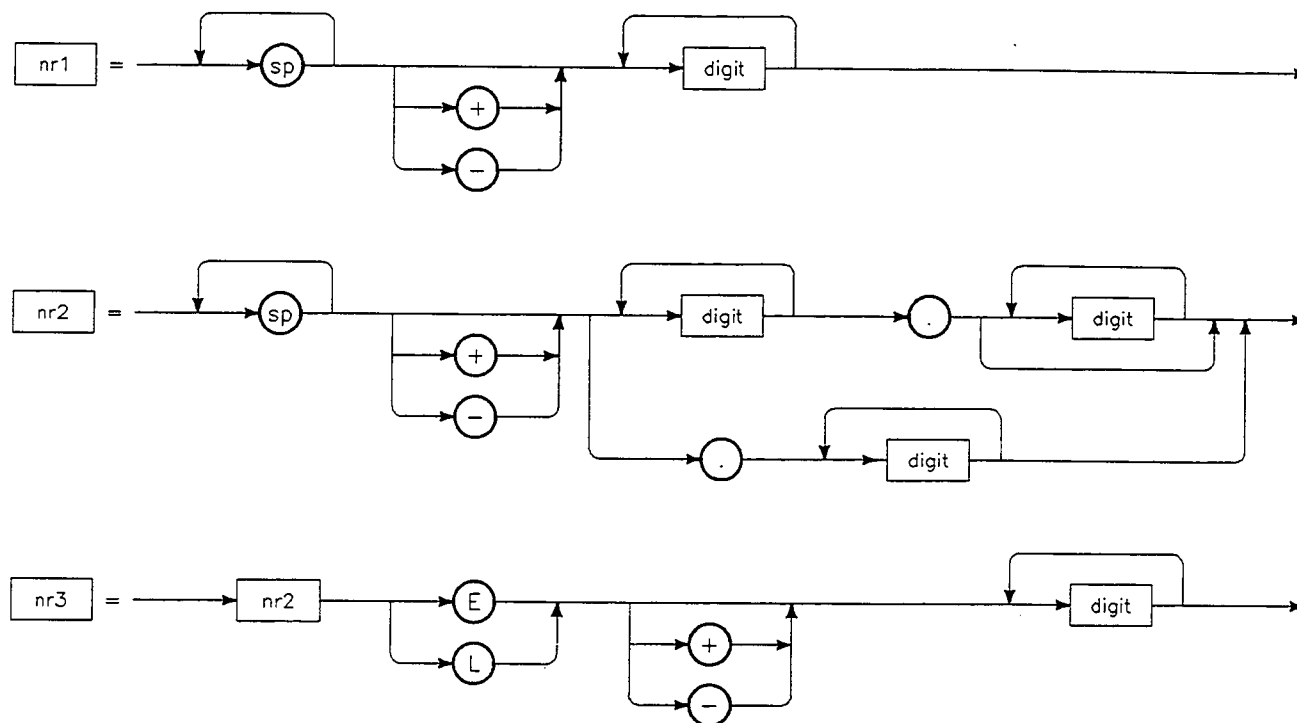 nr1 = sp digit
+
-
nr2 = sp digit . digit
+
-
. digit
nr3 = nr2 E digit
L +
-